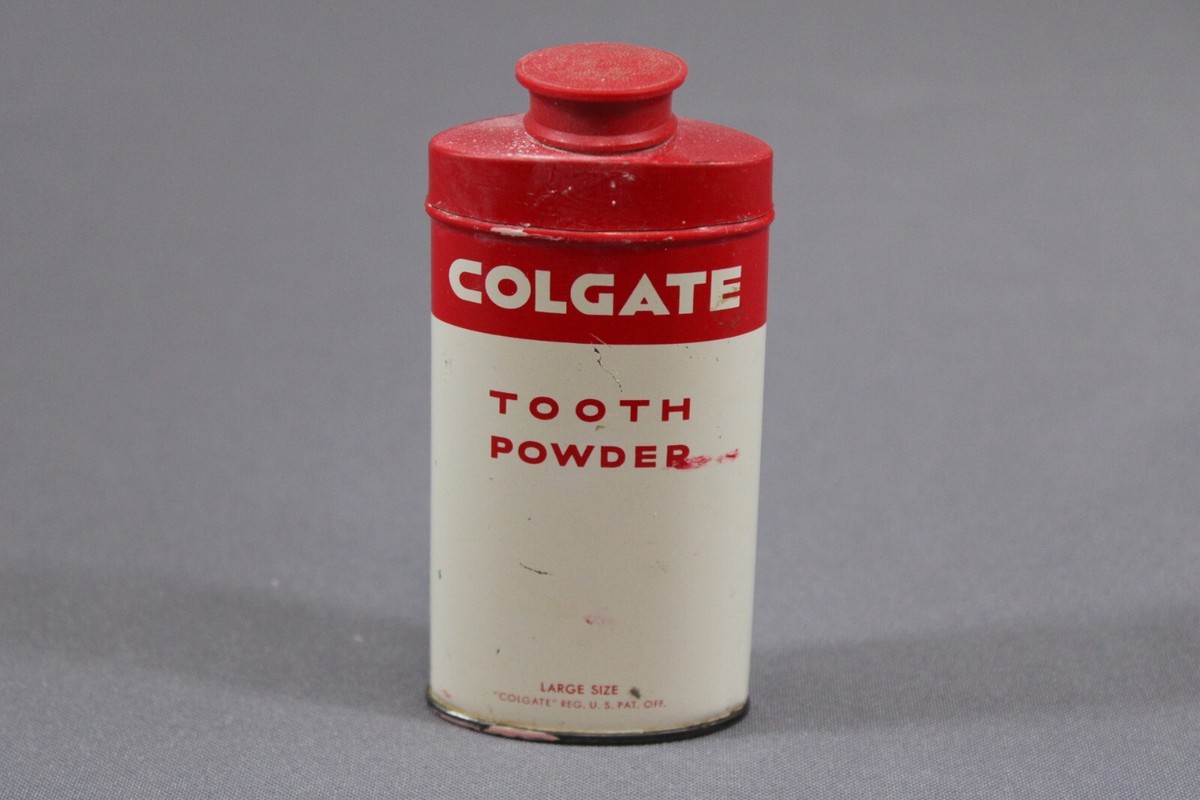 COLGATE
TOOTH
POWDER
LARGE SIZE
"COLGATE" REG. U. S. PAT. OFF.